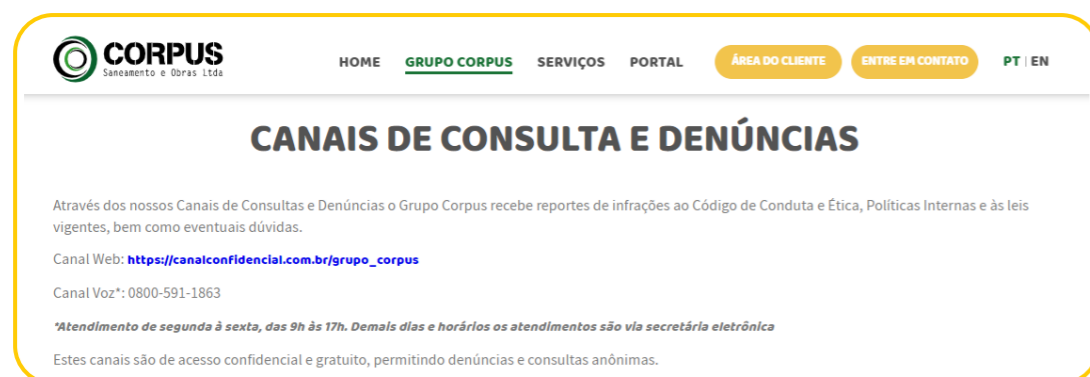 CORPUS
Saneamento e Obras Ltda
HOME GRUPO CORPUS SERVIÇOS PORTAL ÁREA DO CLIENTE ENTRE EM CONTATO PT | EN
CANAIS DE CONSULTA E DENÚNCIAS
Através dos nossos Canais de Consultas e Denúncias o Grupo Corpus recebe reportes de infrações ao Código de Conduta e Ética, Políticas Internas e às leis
vigentes, bem como eventuais dúvidas.
Canal Web: https://canalconfidencial.com.br/grupo_corpus
Canal Voz*: 0800-591-1863
*Atendimento de segunda à sexta, das 9h às 17h. Demais dias e horários os atendimentos são via secretária eletrônica
Estes canais são de acesso confidencial e gratuito, permitindo denúncias e consultas anônimas.